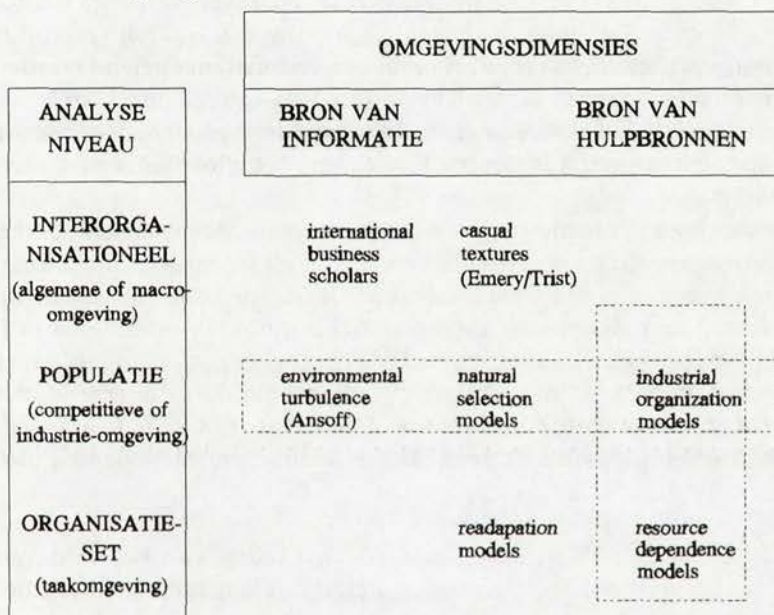 OMGEVINGSDIMENSIES
ANALYSE
NIVEAU
BRON VAN
INFORMATIE
BRON VAN
HULPBRONNEN
INTERORGA-
NISATIONEEL
(algemene of macro-
omgeving)
international
business
scholars
casual
textures
(Emery/Trist)
POPULATIE
(competitieve of
industrie-omgeving)
environmental
turbulence
(Ansoff)
natural
selection
models
industrial
organization
models
ORGANISATIE-
SET
(taakomgeving)
readapation
models
resource
dependence
models